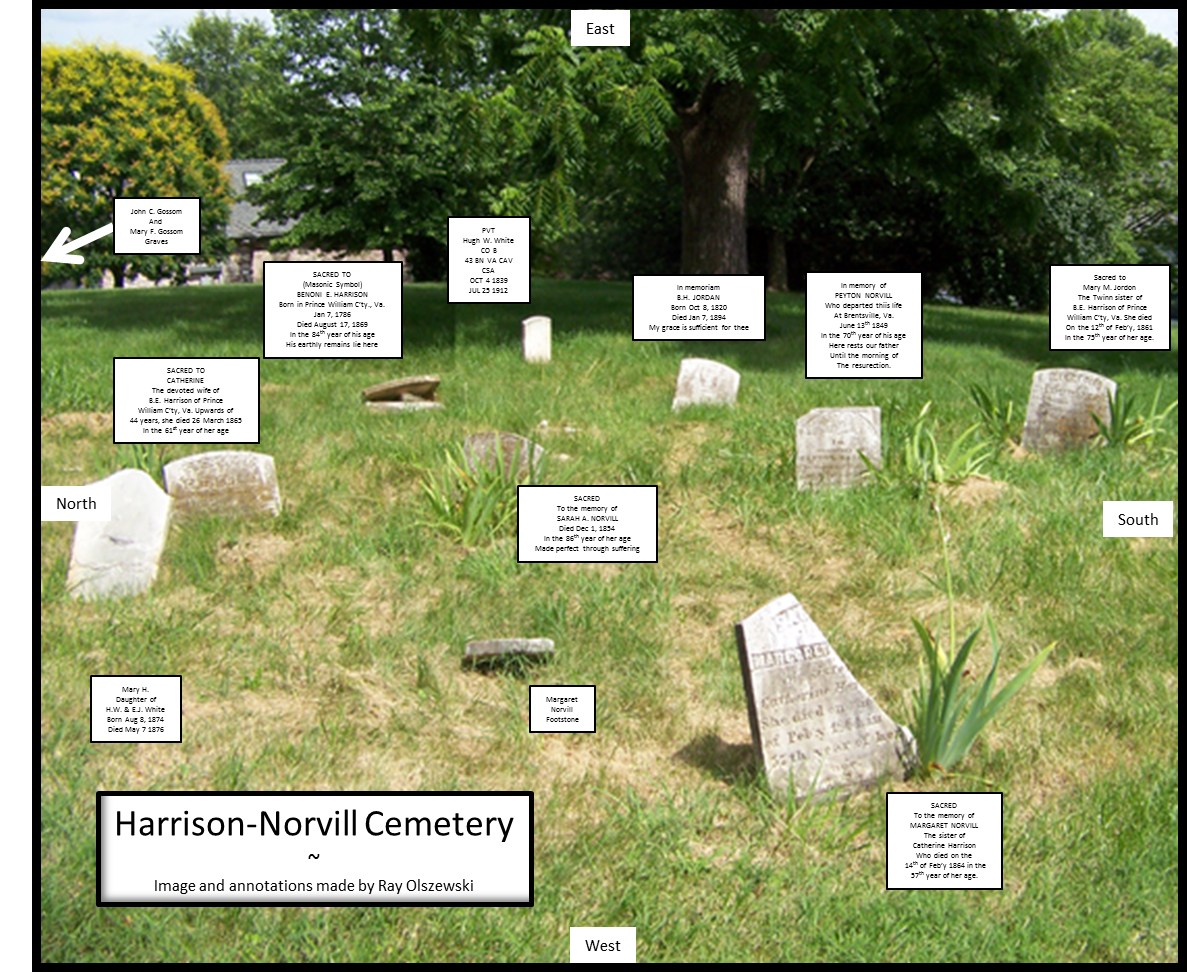 East
John C. Gossom
And
Mary F. Gossom
Graves
SACRED TO
(Masonic Symbol)
BENONI E. HARRISON
Born in Prince William C'ty., Va.
Jan 7, 1786
Died August 17, 1869
In the 84th year of his age
His earthly remains lie here
PVT
Hugh W. White
CO B
43 BN VA CAV
CSA
OCT 4 1839
JUL 25 1912
In memoriam
B.H. JORDAN
Born Oct 8, 1820
Died Jan 7, 1894
My grace is sufficient for thee
In memory of
PEYTON NORVILL
Who departed thiis life
At Brentsville, Va.
June 13th 1849
In the 70th year of his age
Here rests our father
Until the morning of
The resurection.
Sacred to
Mary M. Jordon
The Twinn sister of
B.E. Harrison of Prince
William C'ty, Va. She died
On the 12th of Feb'y, 1861
In the 75th year of her age.
SACRED TO
CATHERINE
The devoted wife of
B.E. Harrison of Prince
William C'ty, Va. Upwards of
44 years, she died 26 March 1865
In the 61st year of her age
North
SACRED
To the memory of
SARAH A. NORVILL
Died Dec 1, 1854
In the 86th year of her age
Made perfect through suffering
South
Mary H.
Daughter of
H.W. & E.J. White
Born Aug 8, 1874
Died May 7 1876
Margaret
Norvill
Footstone
MARGARET
SACRED
To the memory of
MARGARET NORVILL
The sister of
Catherine Harrison
Who died on the
14th of Feb'y 1864 in the
57th year of her age.
Harrison-Norvill Cemetery
~
Image and annotations made by Ray Olszewski
West